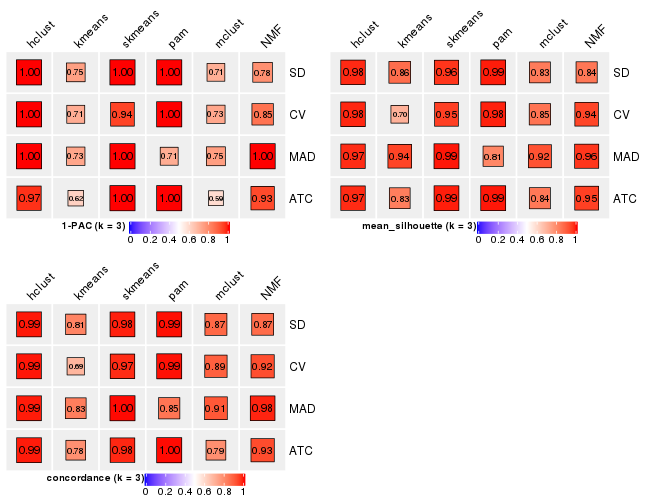 hclust kmeans skmeans pam mclust NMF
1.00 0.75 1.00 1.00 0.71 0.78 SD
1.00 0.71 0.94 1.00 0.73 0.85 CV
1.00 0.73 1.00 0.71 0.75 1.00 MAD
0.97 0.62 1.00 1.00 0.59 0.93 ATC
1-PAC (k = 3)
0 0.2 0.4 0.6 0.8 1
hclust kmeans skmeans pam mclust NMF
0.98 0.86 0.96 0.99 0.83 0.84 SD
0.98 0.70 0.95 0.98 0.85 0.94 CV
0.97 0.94 0.99 0.81 0.92 0.96 MAD
0.97 0.83 0.99 0.99 0.84 0.95 ATC
mean_silhouette (k = 3)
0 0.2 0.4 0.6 0.8 1
hclust kmeans skmeans pam mclust NMF
0.99 0.81 0.98 0.99 0.87 0.87 SD
0.99 0.69 0.97 0.99 0.89 0.92 CV
0.99 0.83 1.00 0.85 0.91 0.98 MAD
0.99 0.78 0.98 1.00 0.79 0.93 ATC
concordance (k = 3)
0 0.2 0.4 0.6 0.8 1